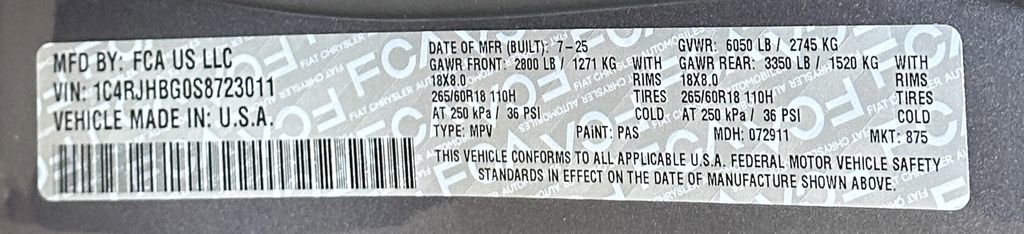 MFD BY: FCA US LLC
VIN: 1C4RJHBG0S8723011
VEHICLE MADE IN: U.S.A.
DATE OF MFR (BUILT): 7-25
GAWR FRONT: 2800 LB / 1271 KG WITH
18X8.0 RIMS
265/60R18 110H TIRES
AT 250 kPa / 36 PSI COLD
TYPE: MPV PAiNT: PAS
GVWR: 6050 LB / 2745 KG
GAWR REAR: 3350 LB / 1520 KG WITH
18X8.0 RIMS
265/60R18 110H TIRES
AT 250 kPa / 36 PSI COLD
MDH: 072911 MKT: 875
THIS VEHICLE CONFORMS TO ALL APPLICABLE U.S.A. FEDERAL MOTOR VEHICLE SAFETY
STANDARDS IN EFFECT ON THE DATE OF MANUFACTURE SHOWN ABOVE.